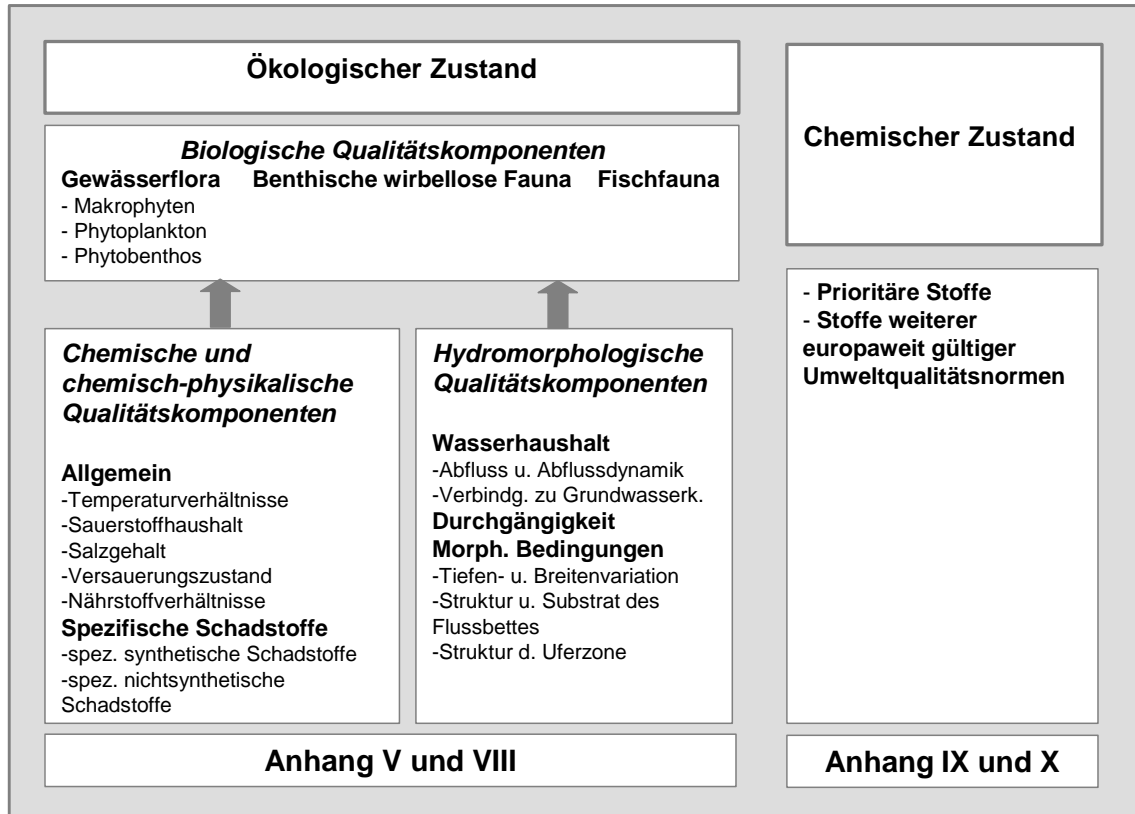 Ökologischer Zustand
Biologische Qualitätskomponenten
Gewässerflora Benthische wirbellose Fauna Fischfauna
- Makrophyten
- Phytoplankton
- Phytobenthos
Chemische und
chemisch-physikalische
Qualitätskomponenten
Allgemein
-Temperaturverhältnisse
-Sauerstoffhaushalt
-Salzgehalt
-Versauerungszustand
-Nährstoffverhältnisse
Spezifische Schadstoffe
-spez. synthetische Schadstoffe
-spez. nichtsynthetische
Schadstoffe
Hydromorphologische
Qualitätskomponenten
Wasserhaushalt
-Abfluss u. Abflussdynamik
-Verbindg. zu Grundwasserk.
Durchgängigkeit
Morph. Bedingungen
-Tiefen- u. Breitenvariation
-Struktur u. Substrat des
Flussbettes
-Struktur d. Uferzone
Anhang V und VIII
Chemischer Zustand
- Prioritäre Stoffe
- Stoffe weiterer
europaweit gültiger
Umweltqualitätsnormen
Anhang IX und X